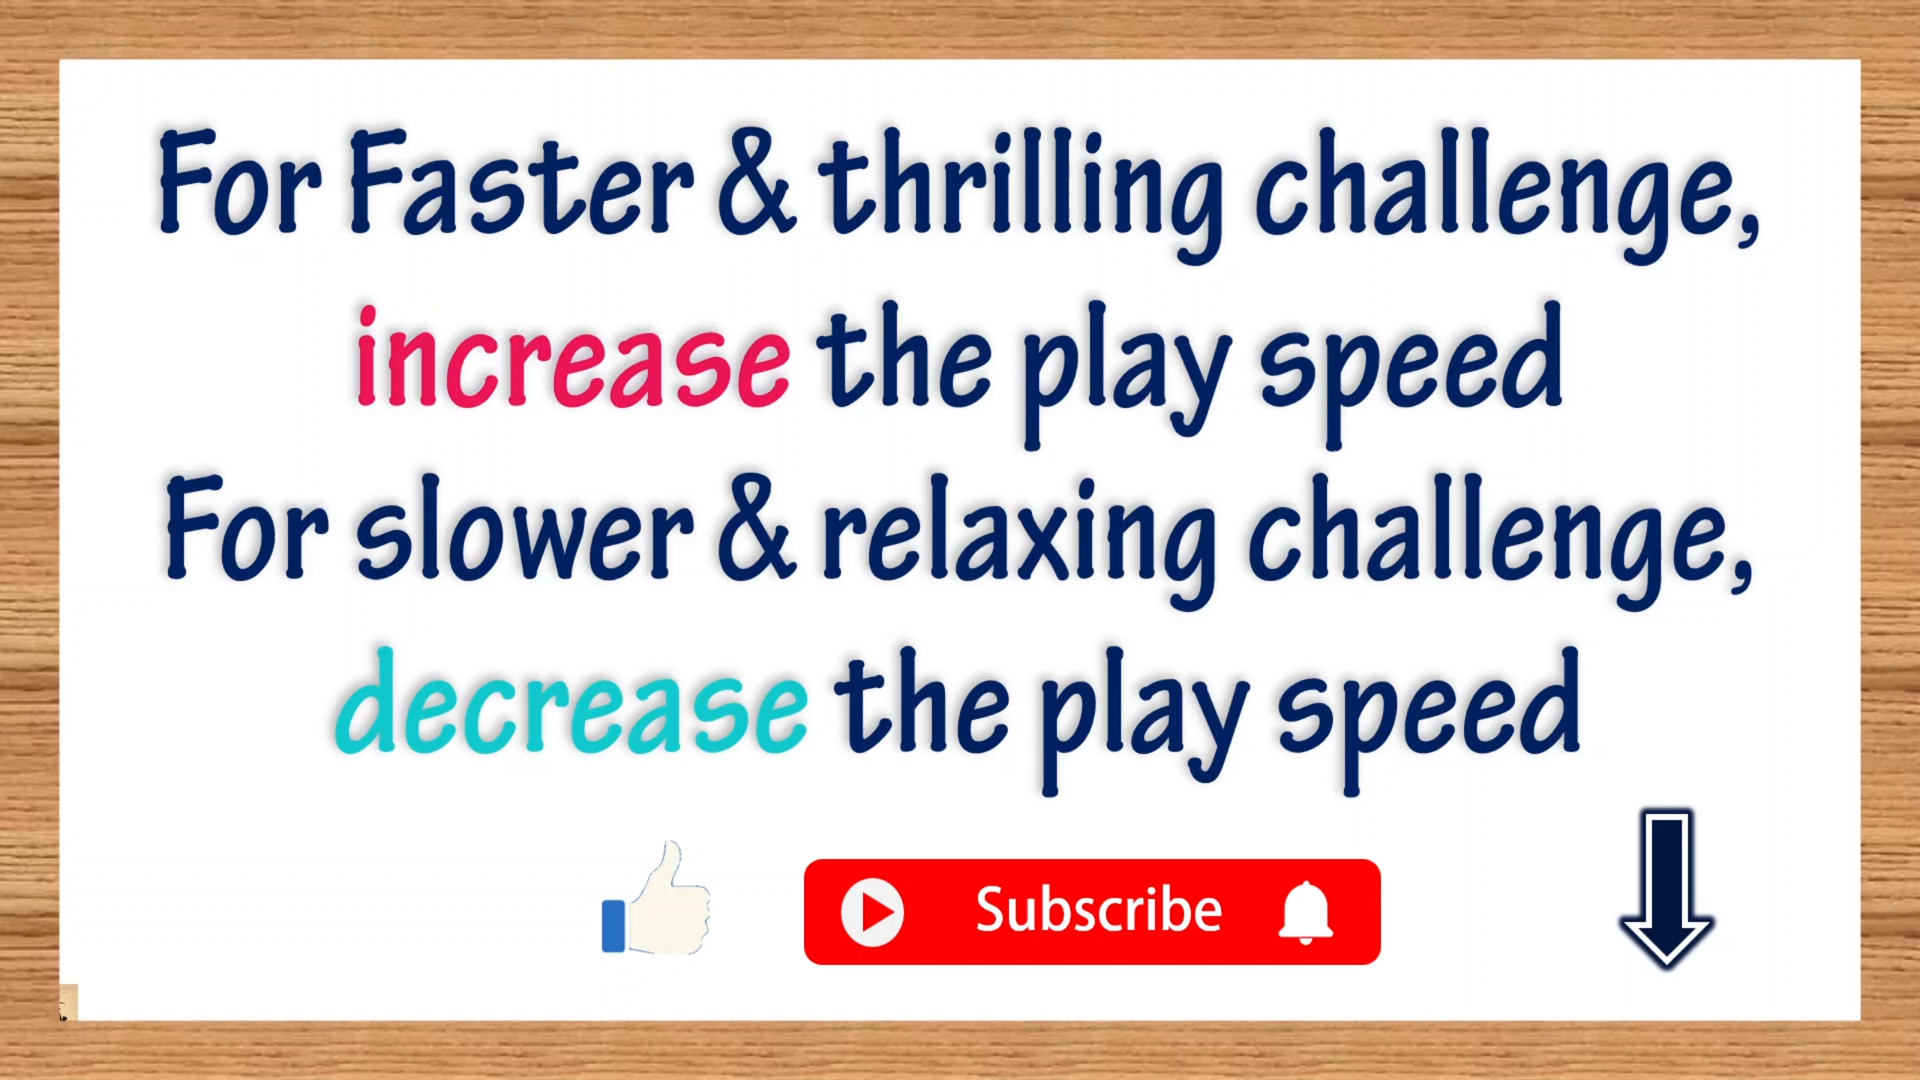 For Faster & thrilling challenge,
increase the play speed
For slower & relaxing challenge,
decrease the play speed
Subscribe